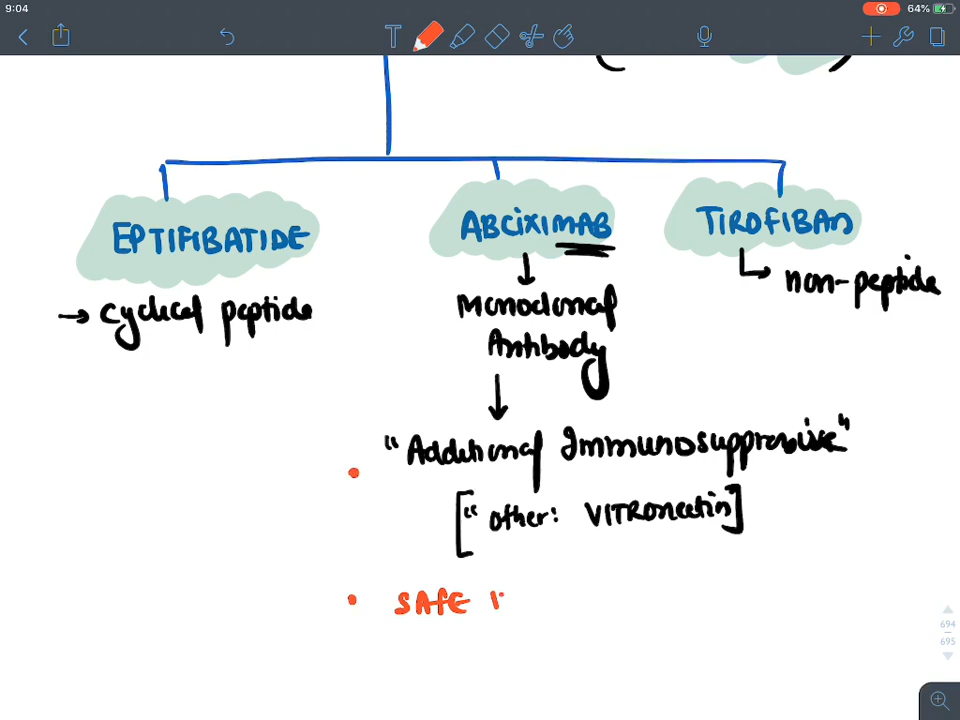 9:04
64%
T
EPTIFIBATIDE
ABCIXIMAB
TIROFIBAN
→ cyclical peptide
Monoclonal
Antibody
non-peptide
"Additional Immunosuppressive"
["other: VITRonectin]
• SAFE I
694
695